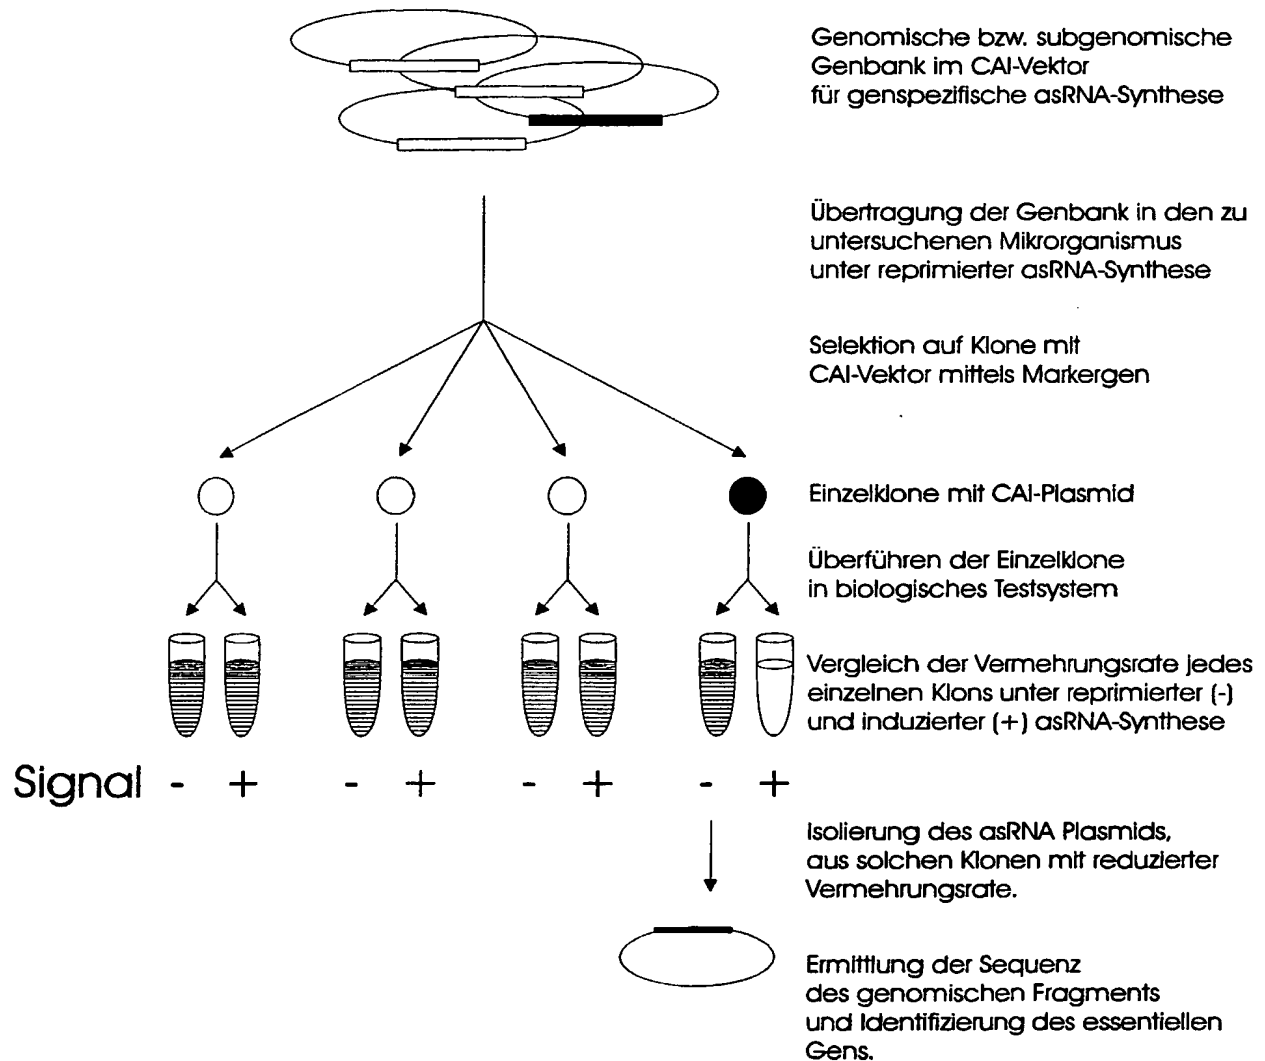 Genomische bzw. subgenomische
Genbank im CAI-Vektor
für genspezifische asRNA-Synthese
Übertragung der Genbank in den zu
untersuchenen Mikrorganismus
unter reprimierter asRNA-Synthese
Selektion auf Klone mit
CAI-Vektor mittels Markergen
Einzelklone mit CAI-Plasmid
Überführen der Einzelklone
in biologisches Testsystem
Vergleich der Vermehrungsrate jedes
einzelnen Klons unter reprimierter (-)
und induzierter (+) asRNA-Synthese
Signal - + - + - + - +
Isolierung des asRNA Plasmids,
aus solchen Klonen mit reduzierter
Vermehrungsrate.
Ermittlung der Sequenz
des genomischen Fragments
und Identifizierung des essentiellen
Gens.